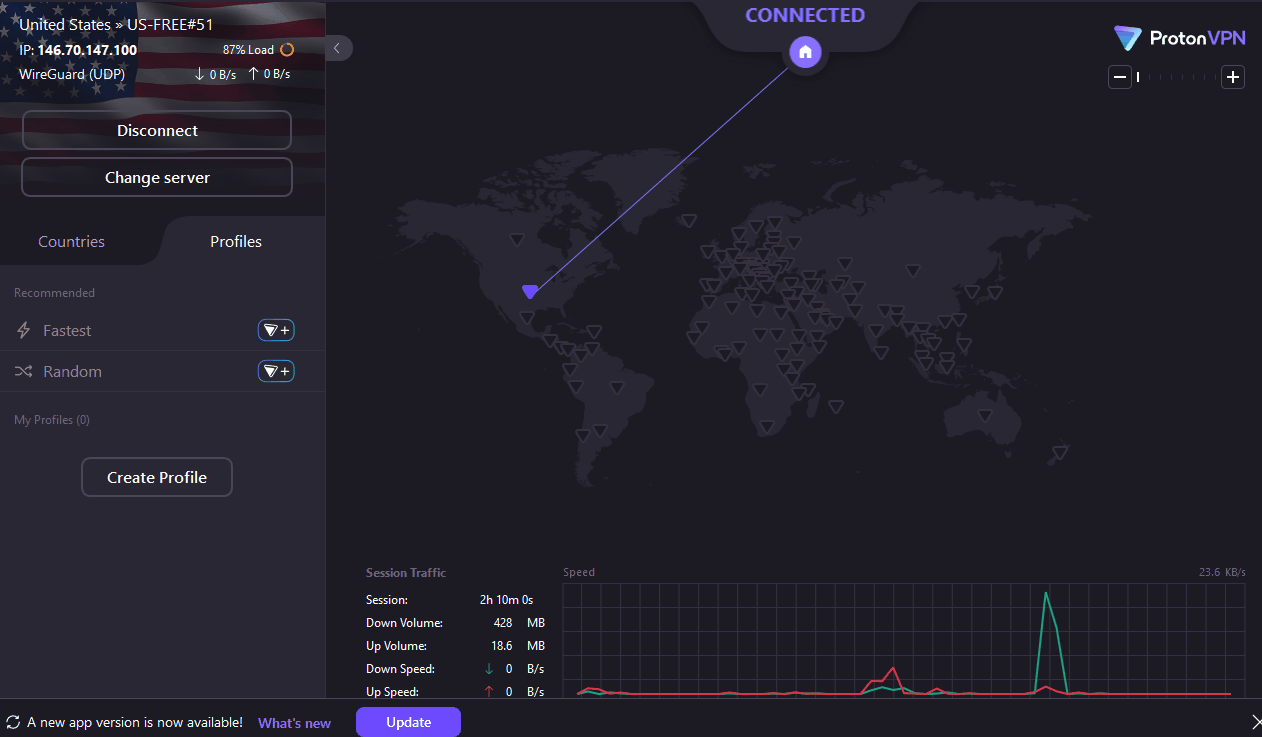 United States » US-FREE#51
IP: 146.70.147.100 87% Load
WireGuard (UDP) ↓ 0 B/s ↑ 0 B/s
Disconnect
Change server
Countries Profiles
Recommended
Fastest +
Random +
My Profiles (0)
Create Profile
CONNECTED
ProtonVPN
Session Traffic
Session: 2h 10m 0s
Down Volume: 428 MB
Up Volume: 18.6 MB
Down Speed: ↓ 0 B/s
Up Speed: ↑ 0 B/s
Speed 23.6 KB/s
A new app version is now available! What's new Update